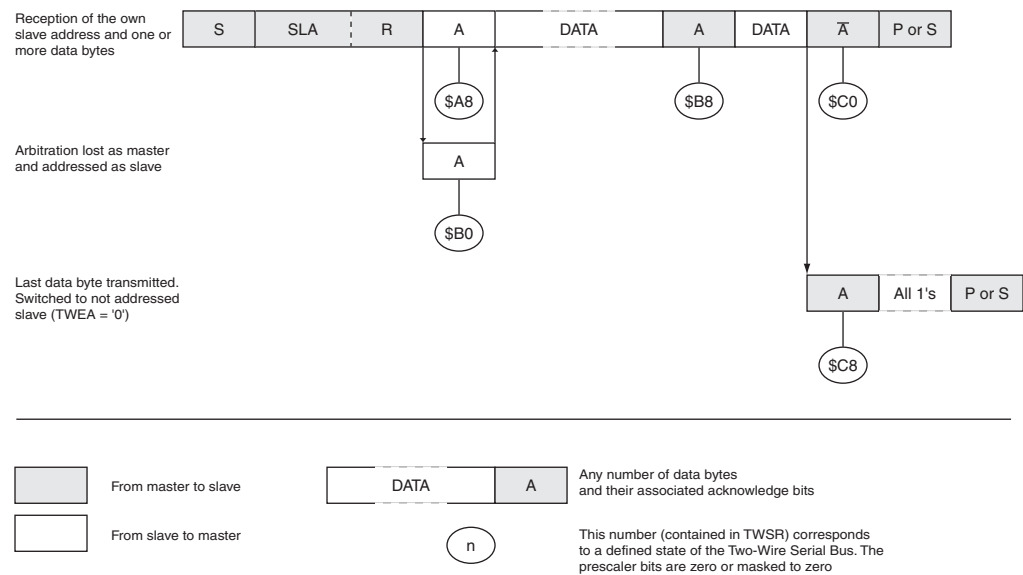 Reception of the own
slave address and one or
more data bytes
S SLA R A DATA A DATA A̅ P or S
$A8 $B8 $C0
Arbitration lost as master
and addressed as slave
A
$B0
Last data byte transmitted.
Switched to not addressed
slave (TWEA = '0')
A All 1's P or S
$C8
From master to slave
From slave to master
DATA A
Any number of data bytes
and their associated acknowledge bits
n
This number (contained in TWSR) corresponds
to a defined state of the Two-Wire Serial Bus. The
prescaler bits are zero or masked to zero